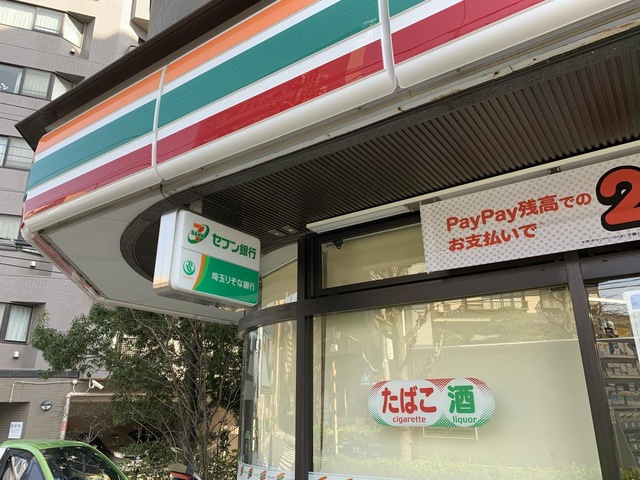 セブン銀行
埼玉りそな銀行
PayPay残高での
お支払いで
2
たばこ 酒
cigarette liquor